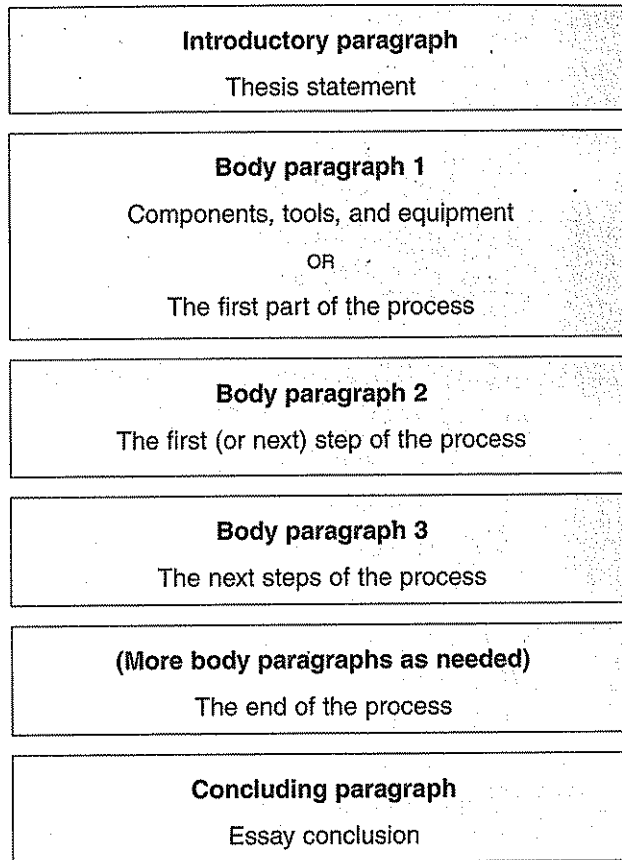 Introductory paragraph
Thesis statement
Body paragraph 1
Components, tools, and equipment
OR
The first part of the process
Body paragraph 2
The first (or next) step of the process
Body paragraph 3
The next steps of the process
(More body paragraphs as needed)
The end of the process
Concluding paragraph
Essay conclusion